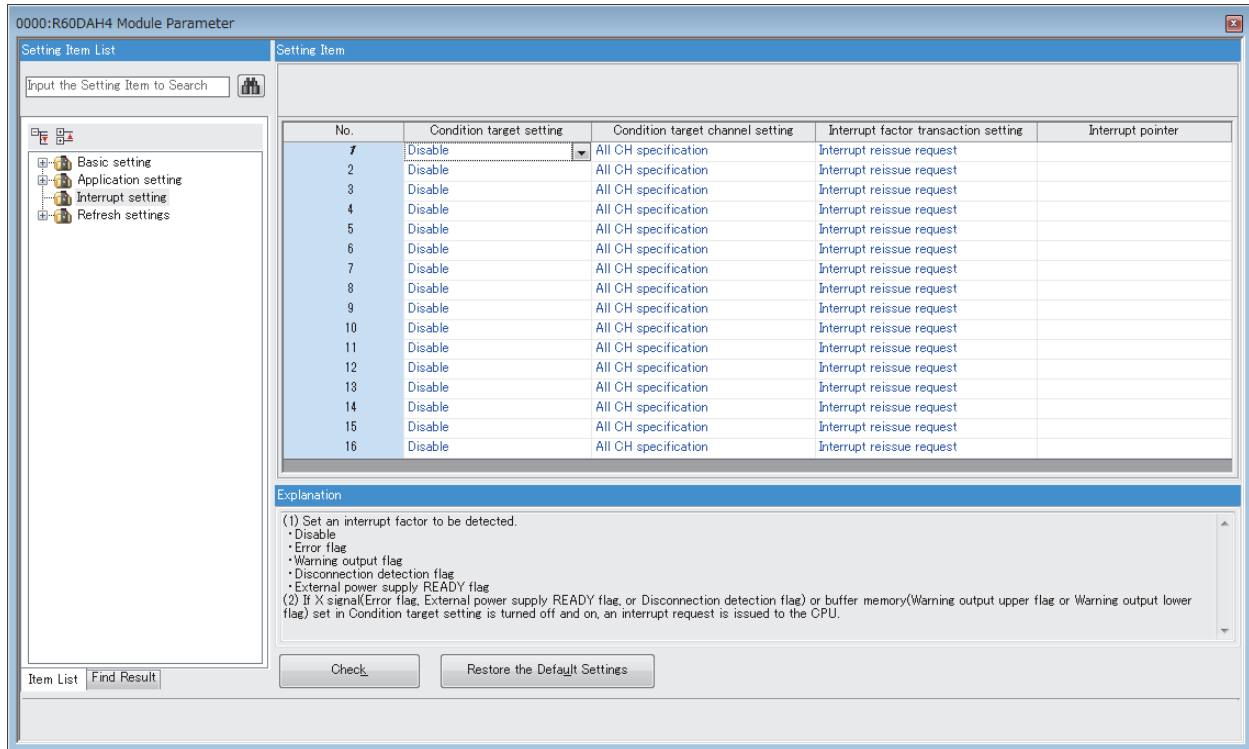 0000:R60DAH4 Module Parameter
Setting Item List
Input the Setting Item to Search
Basic setting
Application setting
Interrupt setting
Refresh settings
Item List
Find Result
Setting Item
No. Condition target setting Condition target channel setting Interrupt factor transaction setting Interrupt pointer
1 Disable All CH specification Interrupt reissue request
2 Disable All CH specification Interrupt reissue request
3 Disable All CH specification Interrupt reissue request
4 Disable All CH specification Interrupt reissue request
5 Disable All CH specification Interrupt reissue request
6 Disable All CH specification Interrupt reissue request
7 Disable All CH specification Interrupt reissue request
8 Disable All CH specification Interrupt reissue request
9 Disable All CH specification Interrupt reissue request
10 Disable All CH specification Interrupt reissue request
11 Disable All CH specification Interrupt reissue request
12 Disable All CH specification Interrupt reissue request
13 Disable All CH specification Interrupt reissue request
14 Disable All CH specification Interrupt reissue request
15 Disable All CH specification Interrupt reissue request
16 Disable All CH specification Interrupt reissue request
Explanation
(1) Set an interrupt factor to be detected.
・Disable
・Error flag
・Warning output flag
・Disconnection detection flag
・External power supply READY flag
(2) If X signal(Error flag, External power supply READY flag, or Disconnection detection flag) or buffer memory(Warning output upper flag or Warning output lower
flag) set in Condition target setting is turned off and on, an interrupt request is issued to the CPU.
Check
Restore the Default Settings